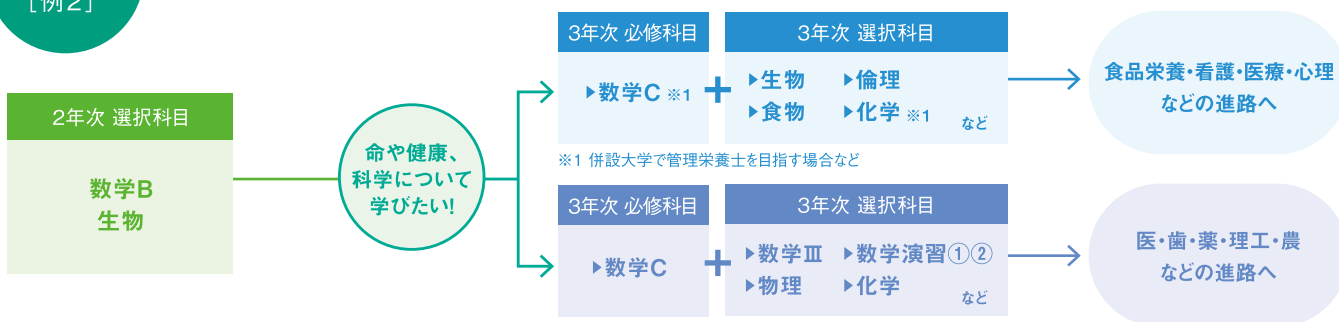 [例2]
2年次 選択科目
数学B
生物
命や健康、
科学について
学びたい!
3年次 必修科目
▶数学C ※1
+
3年次 選択科目
▶生物 ▶倫理
▶食物 ▶化学 ※1
など
食品栄養・看護・医療・心理
などの進路へ
※1 併設大学で管理栄養士を目指す場合など
3年次 必修科目
▶数学C
+
3年次 選択科目
▶数学Ⅲ ▶数学演習①②
▶物理 ▶化学
など
医・歯・薬・理工・農
などの進路へ